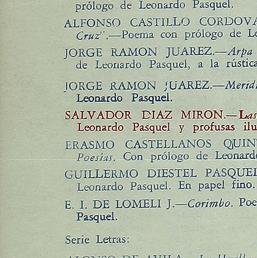 prólogo de Leonardo Pasquel.
ALFONSO CASTILLO CORDOVA
Cruz".—Poema con prólogo de Le
JORGE RAMON JUAREZ.—Arpa
de Leonardo Pasquel, a la rústica
JORGE RAMON JUAREZ.—Merid
Leonardo Pasquel.
SALVADOR DIAZ MIRON.—Las
Leonardo Pasquel y profusas ilu
ERASMO CASTELLANOS QUIN
Poesías. Con prólogo de Leonard
GUILLERMO DIESTEL PASQUEL
Leonardo Pasquel. En papel fino.
E. I. DE LOMELI J.—Corimbo. Poe
Pasquel.
Serie Letras: